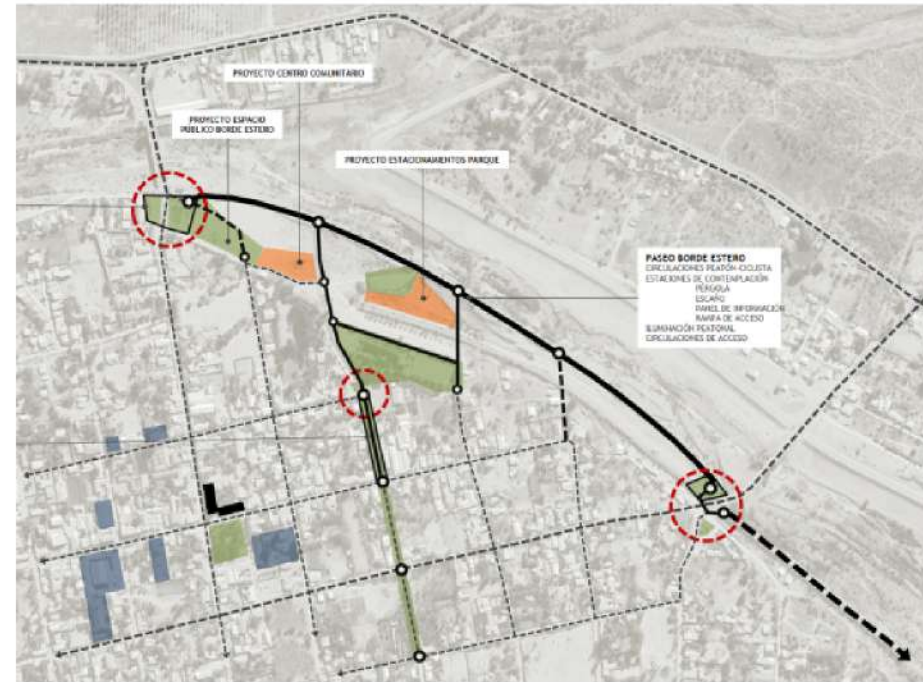 PROYECTO CENTRO COMUNITARIO
PROYECTO ESPACIO
PÚBLICO BORDE ESTERO
PROYECTO ESTACIONAMIENTOS PARQUE
PASEO BORDE ESTERO
CIRCULACIONES PEATÓN-CICLISTA
ESTACIONES DE CONTEMPLACIÓN
PÉRGOLA
ESCAÑO
PANEL DE INFORMACIÓN
RAMPA DE ACCESO
ILUMINACIÓN PEATONAL
CIRCULACIONES DE ACCESO